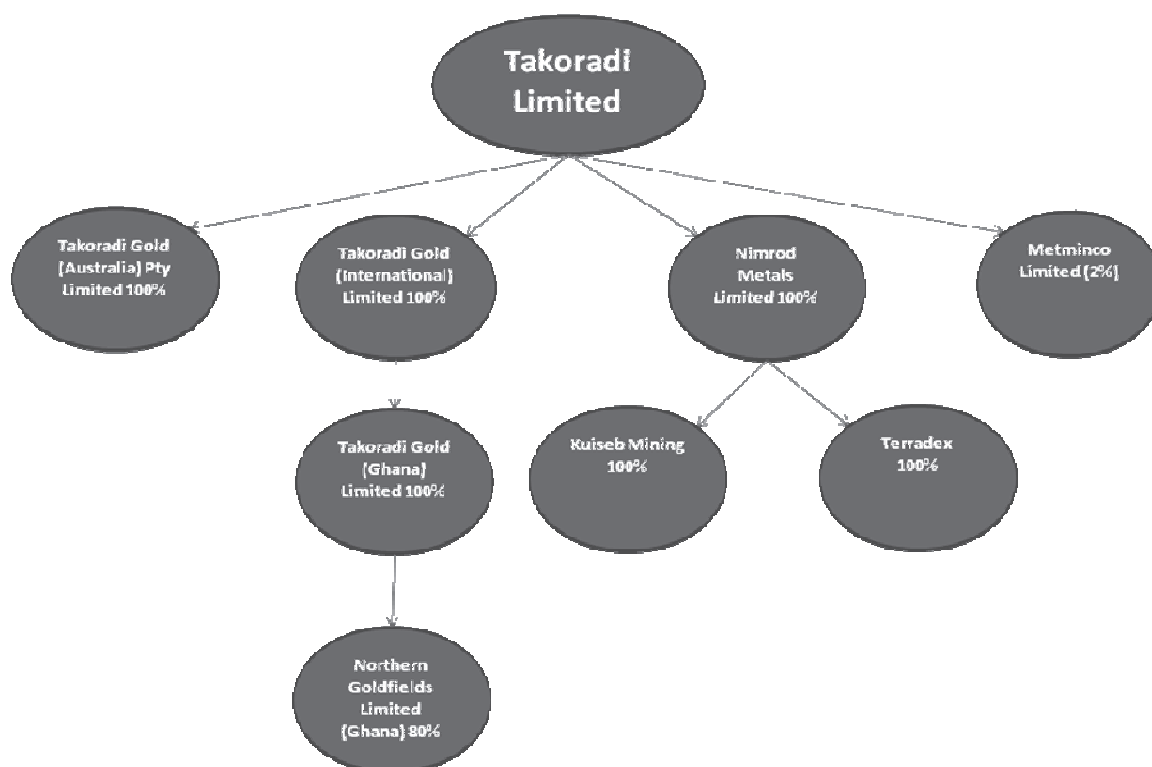 Takoradi
Limited
Takoradi Gold
(Australia) Pty
Limited 100%
Takoradi Gold
(International)
Limited 100%
Nimrod
Metals
Limited 100%
Metminco
Limited (2%)
Takoradi Gold
(Ghana)
Limited 100%
Kuiseb Mining
100%
Terradex
100%
Northern
Goldfields
Limited
(Ghana) 80%